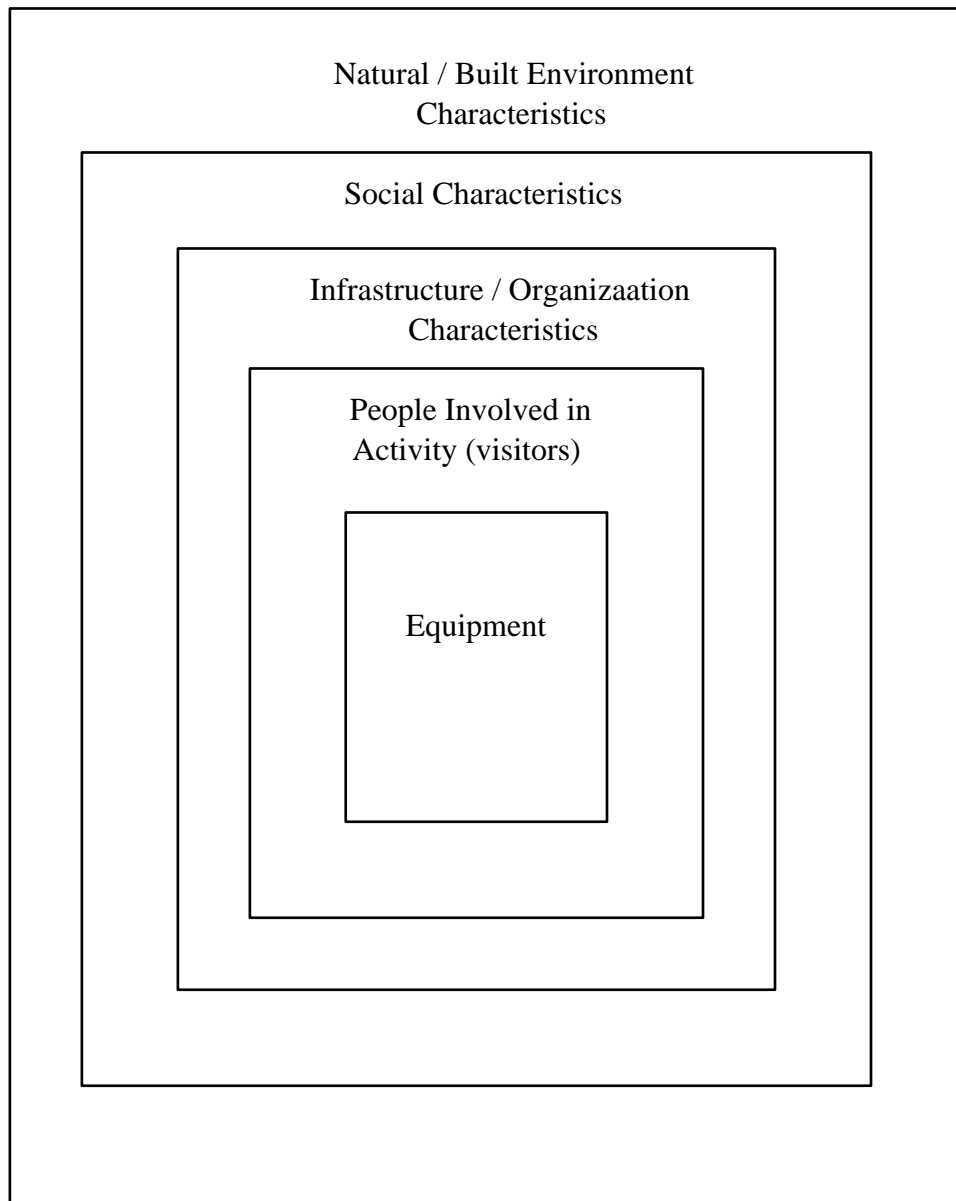 Natural / Built Environment
Characteristics
Social Characteristics
Infrastructure / Organizaation
Characteristics
People Involved in
Activity (visitors)
Equipment